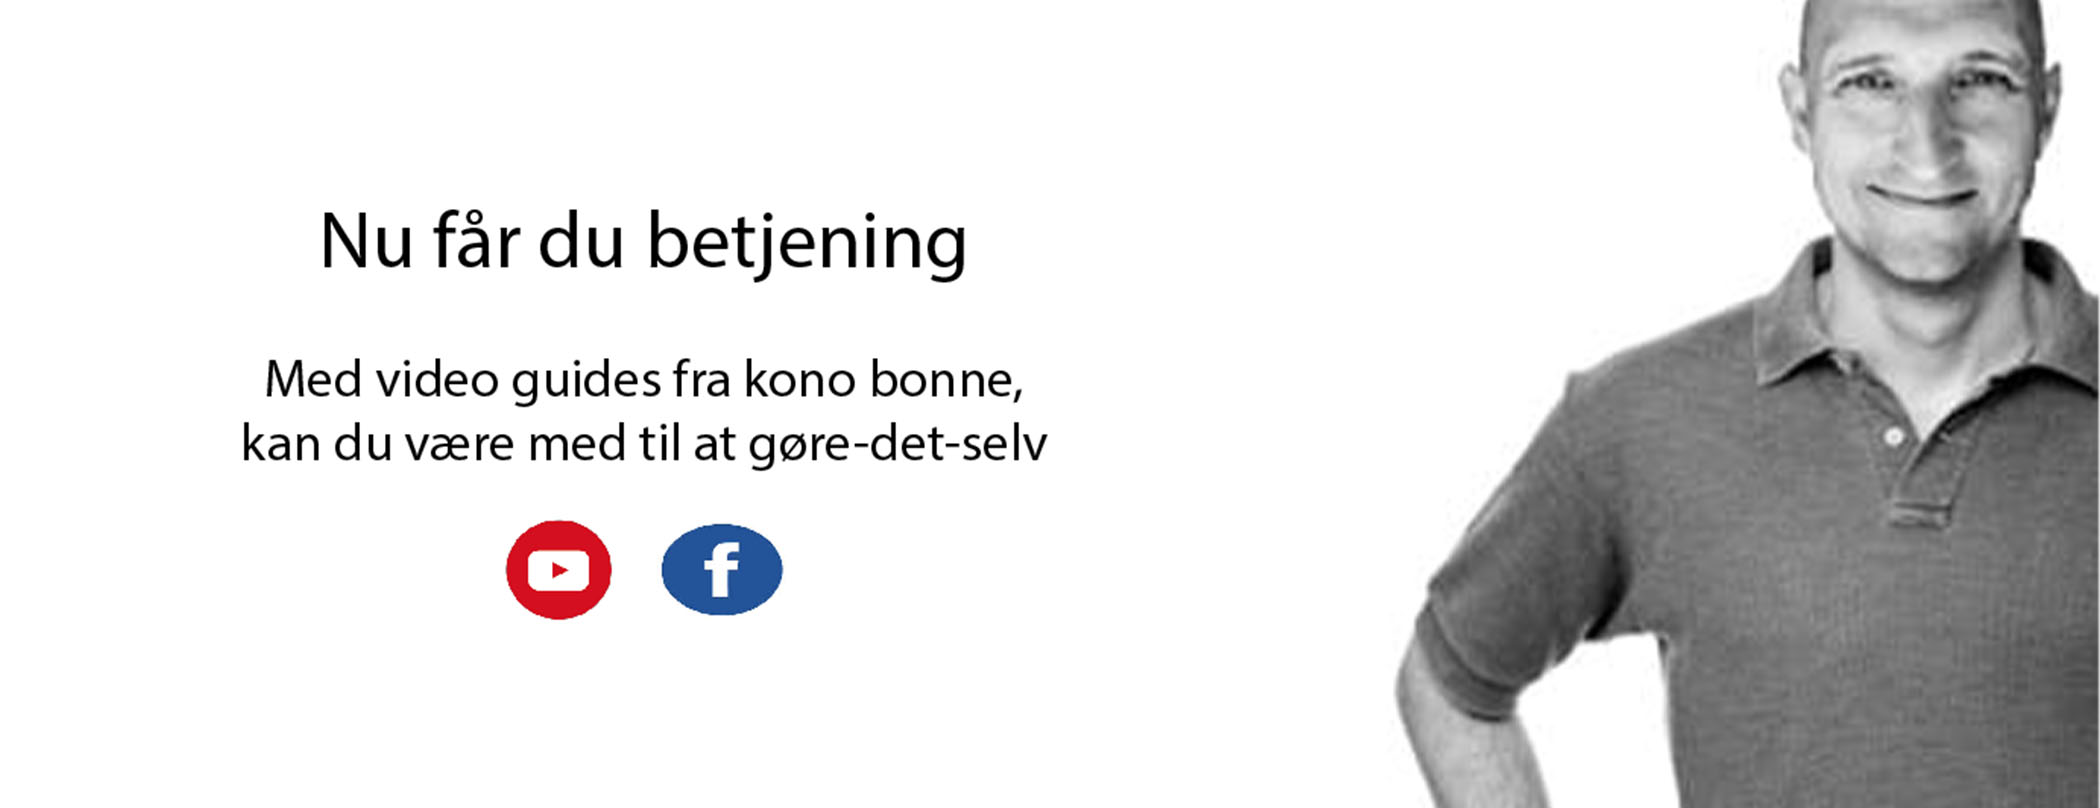 Nu får du betjening
Med video guides fra kono bonne,
kan du være med til at gøre-det-selv
f